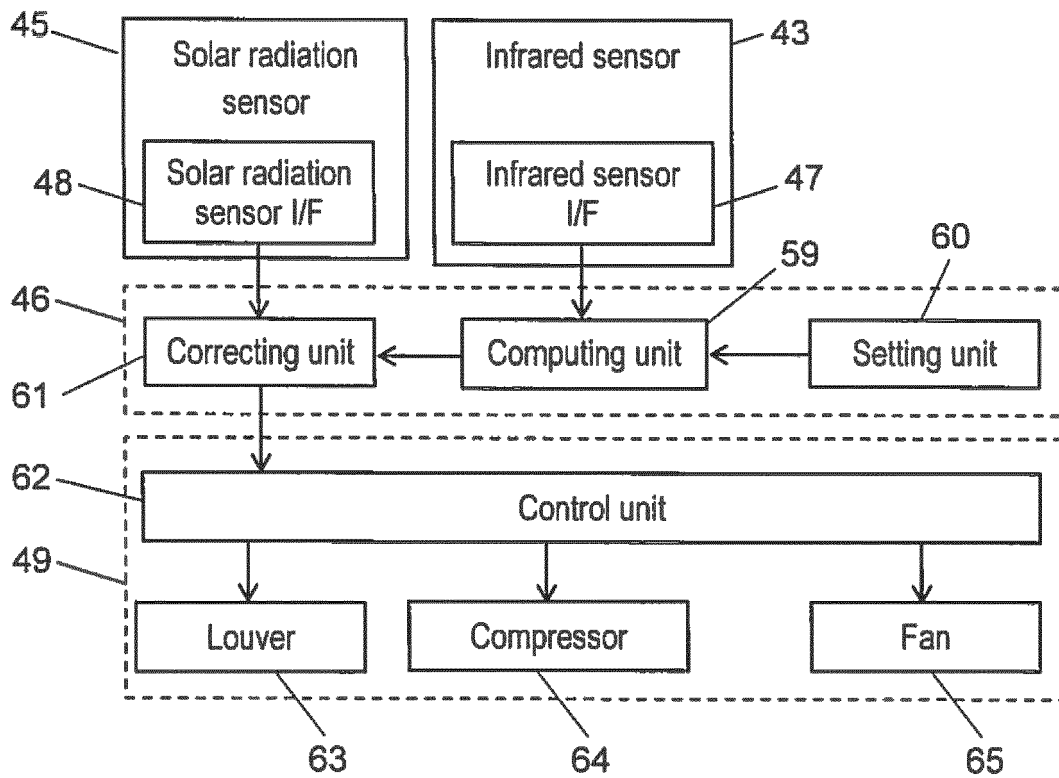 45
Solar radiation
sensor
Infrared sensor
43
48
Solar radiation
sensor I/F
Infrared sensor
I/F
47
46
59
60
61
Correcting unit
Computing unit
Setting unit
62
Control unit
49
Louver
Compressor
Fan
63
64
65